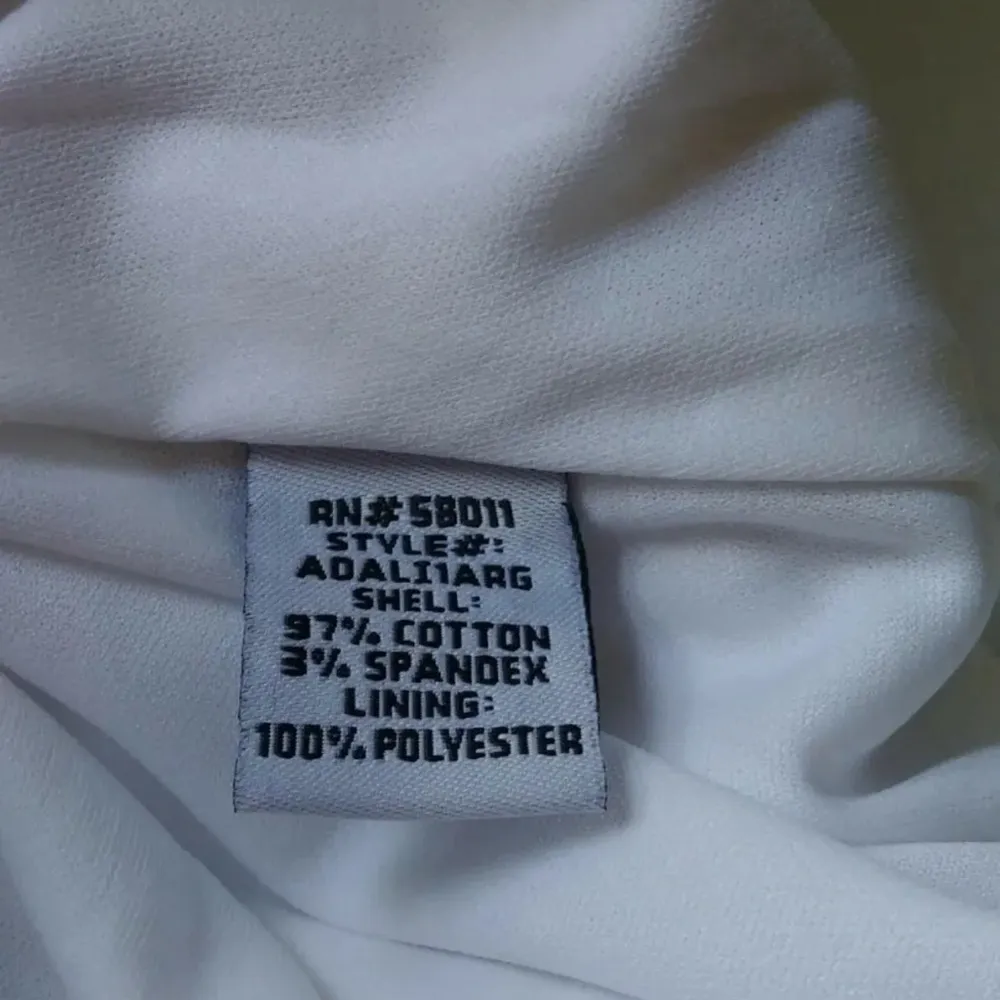 RN# 58011
STYLE#:
ADALI1ARG
SHELL:
97% COTTON
3% SPANDEX
LINING:
100% POLYESTER